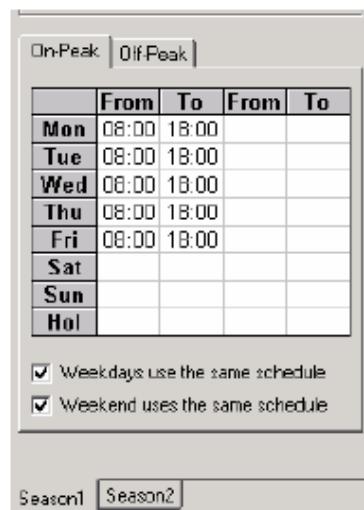 On-Peak Off-Peak
From To From To
Mon 08:00 18:00
Tue 08:00 18:00
Wed 08:00 18:00
Thu 08:00 18:00
Fri 08:00 18:00
Sat
Sun
Hol
Weekdays use the same schedule
Weekend uses the same schedule
Season1 Season2